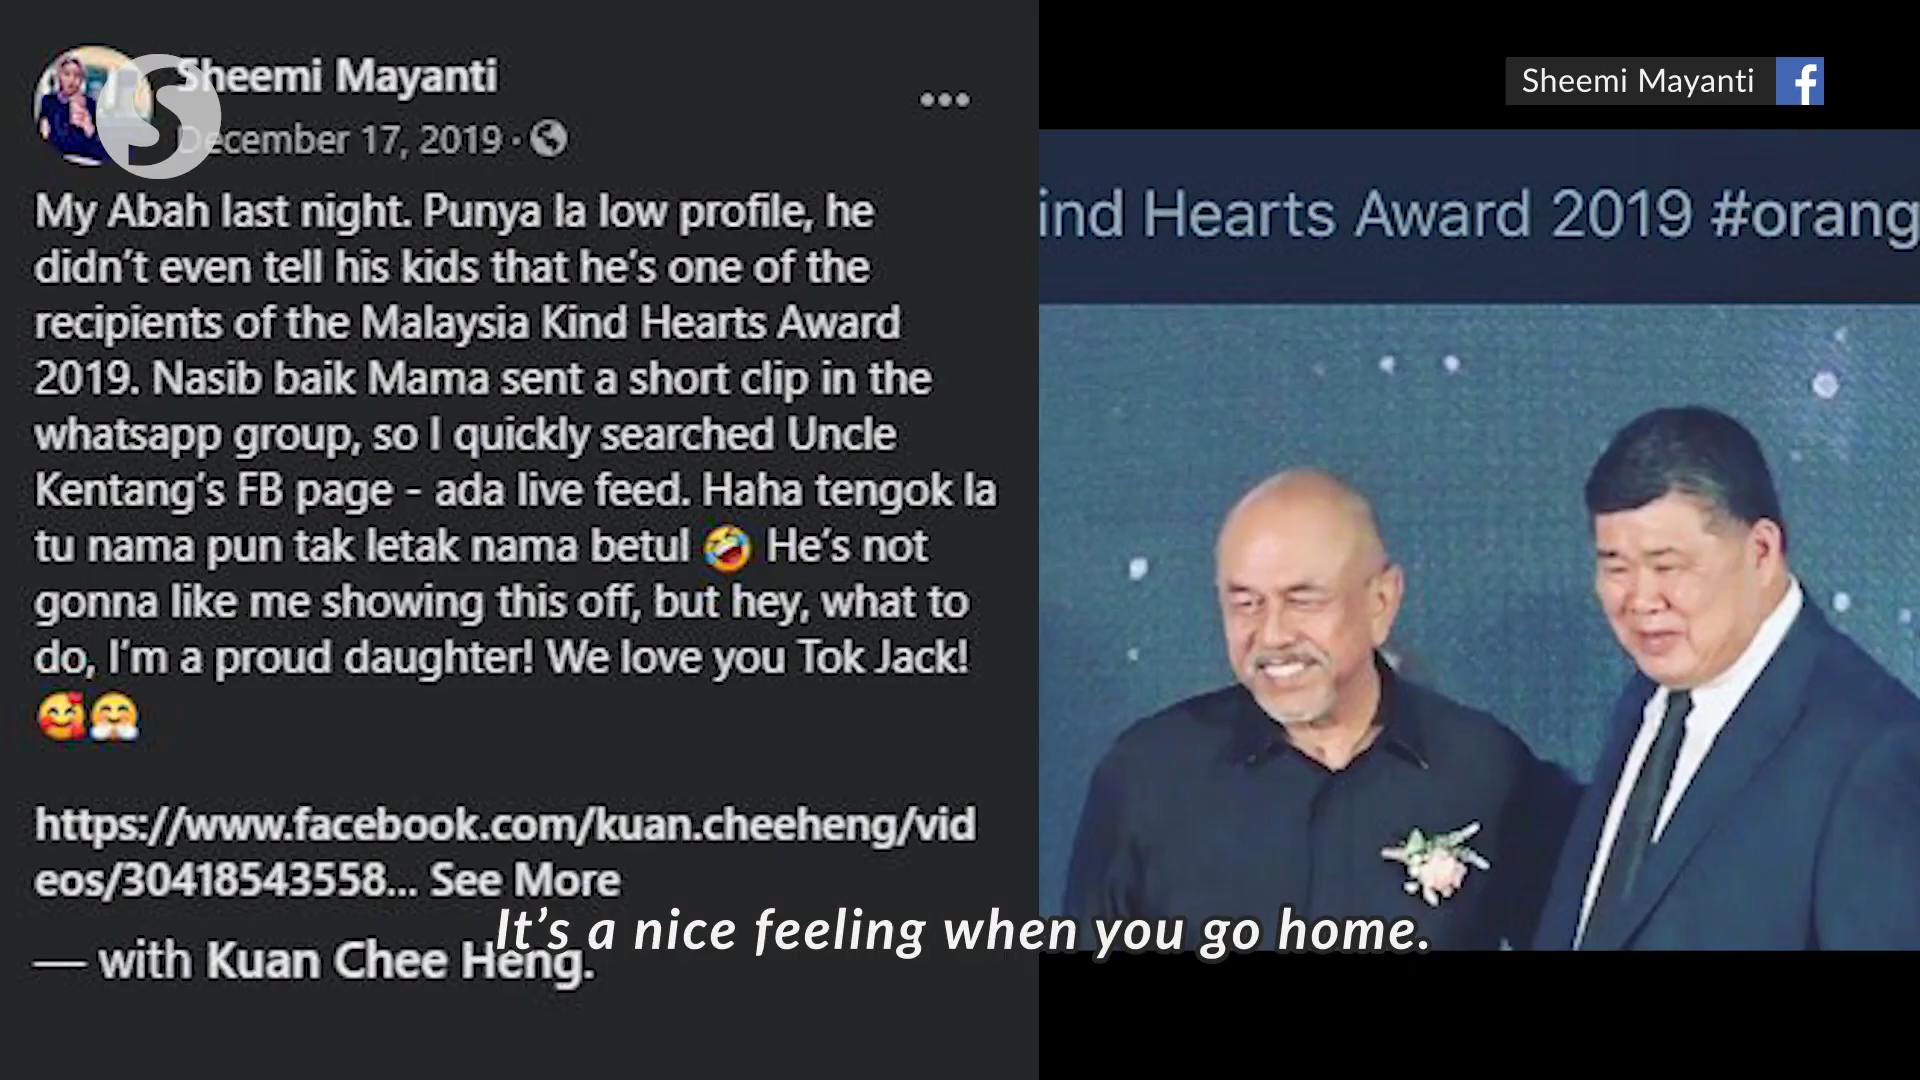 Sheemi Mayanti
December 17, 2019 ·
My Abah last night. Punya la low profile, he
didn't even tell his kids that he's one of the
recipients of the Malaysia Kind Hearts Award
2019. Nasib baik Mama sent a short clip in the
whatsapp group, so I quickly searched Uncle
Kentang's FB page - ada live feed. Haha tengok la
tu nama pun tak letak nama betul 🤣 He's not
gonna like me showing this off, but hey, what to
do, I'm a proud daughter! We love you Tok Jack!
🥰🤗
https://www.facebook.com/kuan.cheeheng/vid
eos/30418543558... See More
— with Kuan Chee Heng.
Sheemi Mayanti f
ind Hearts Award 2019 #orang
It's a nice feeling when you go home.